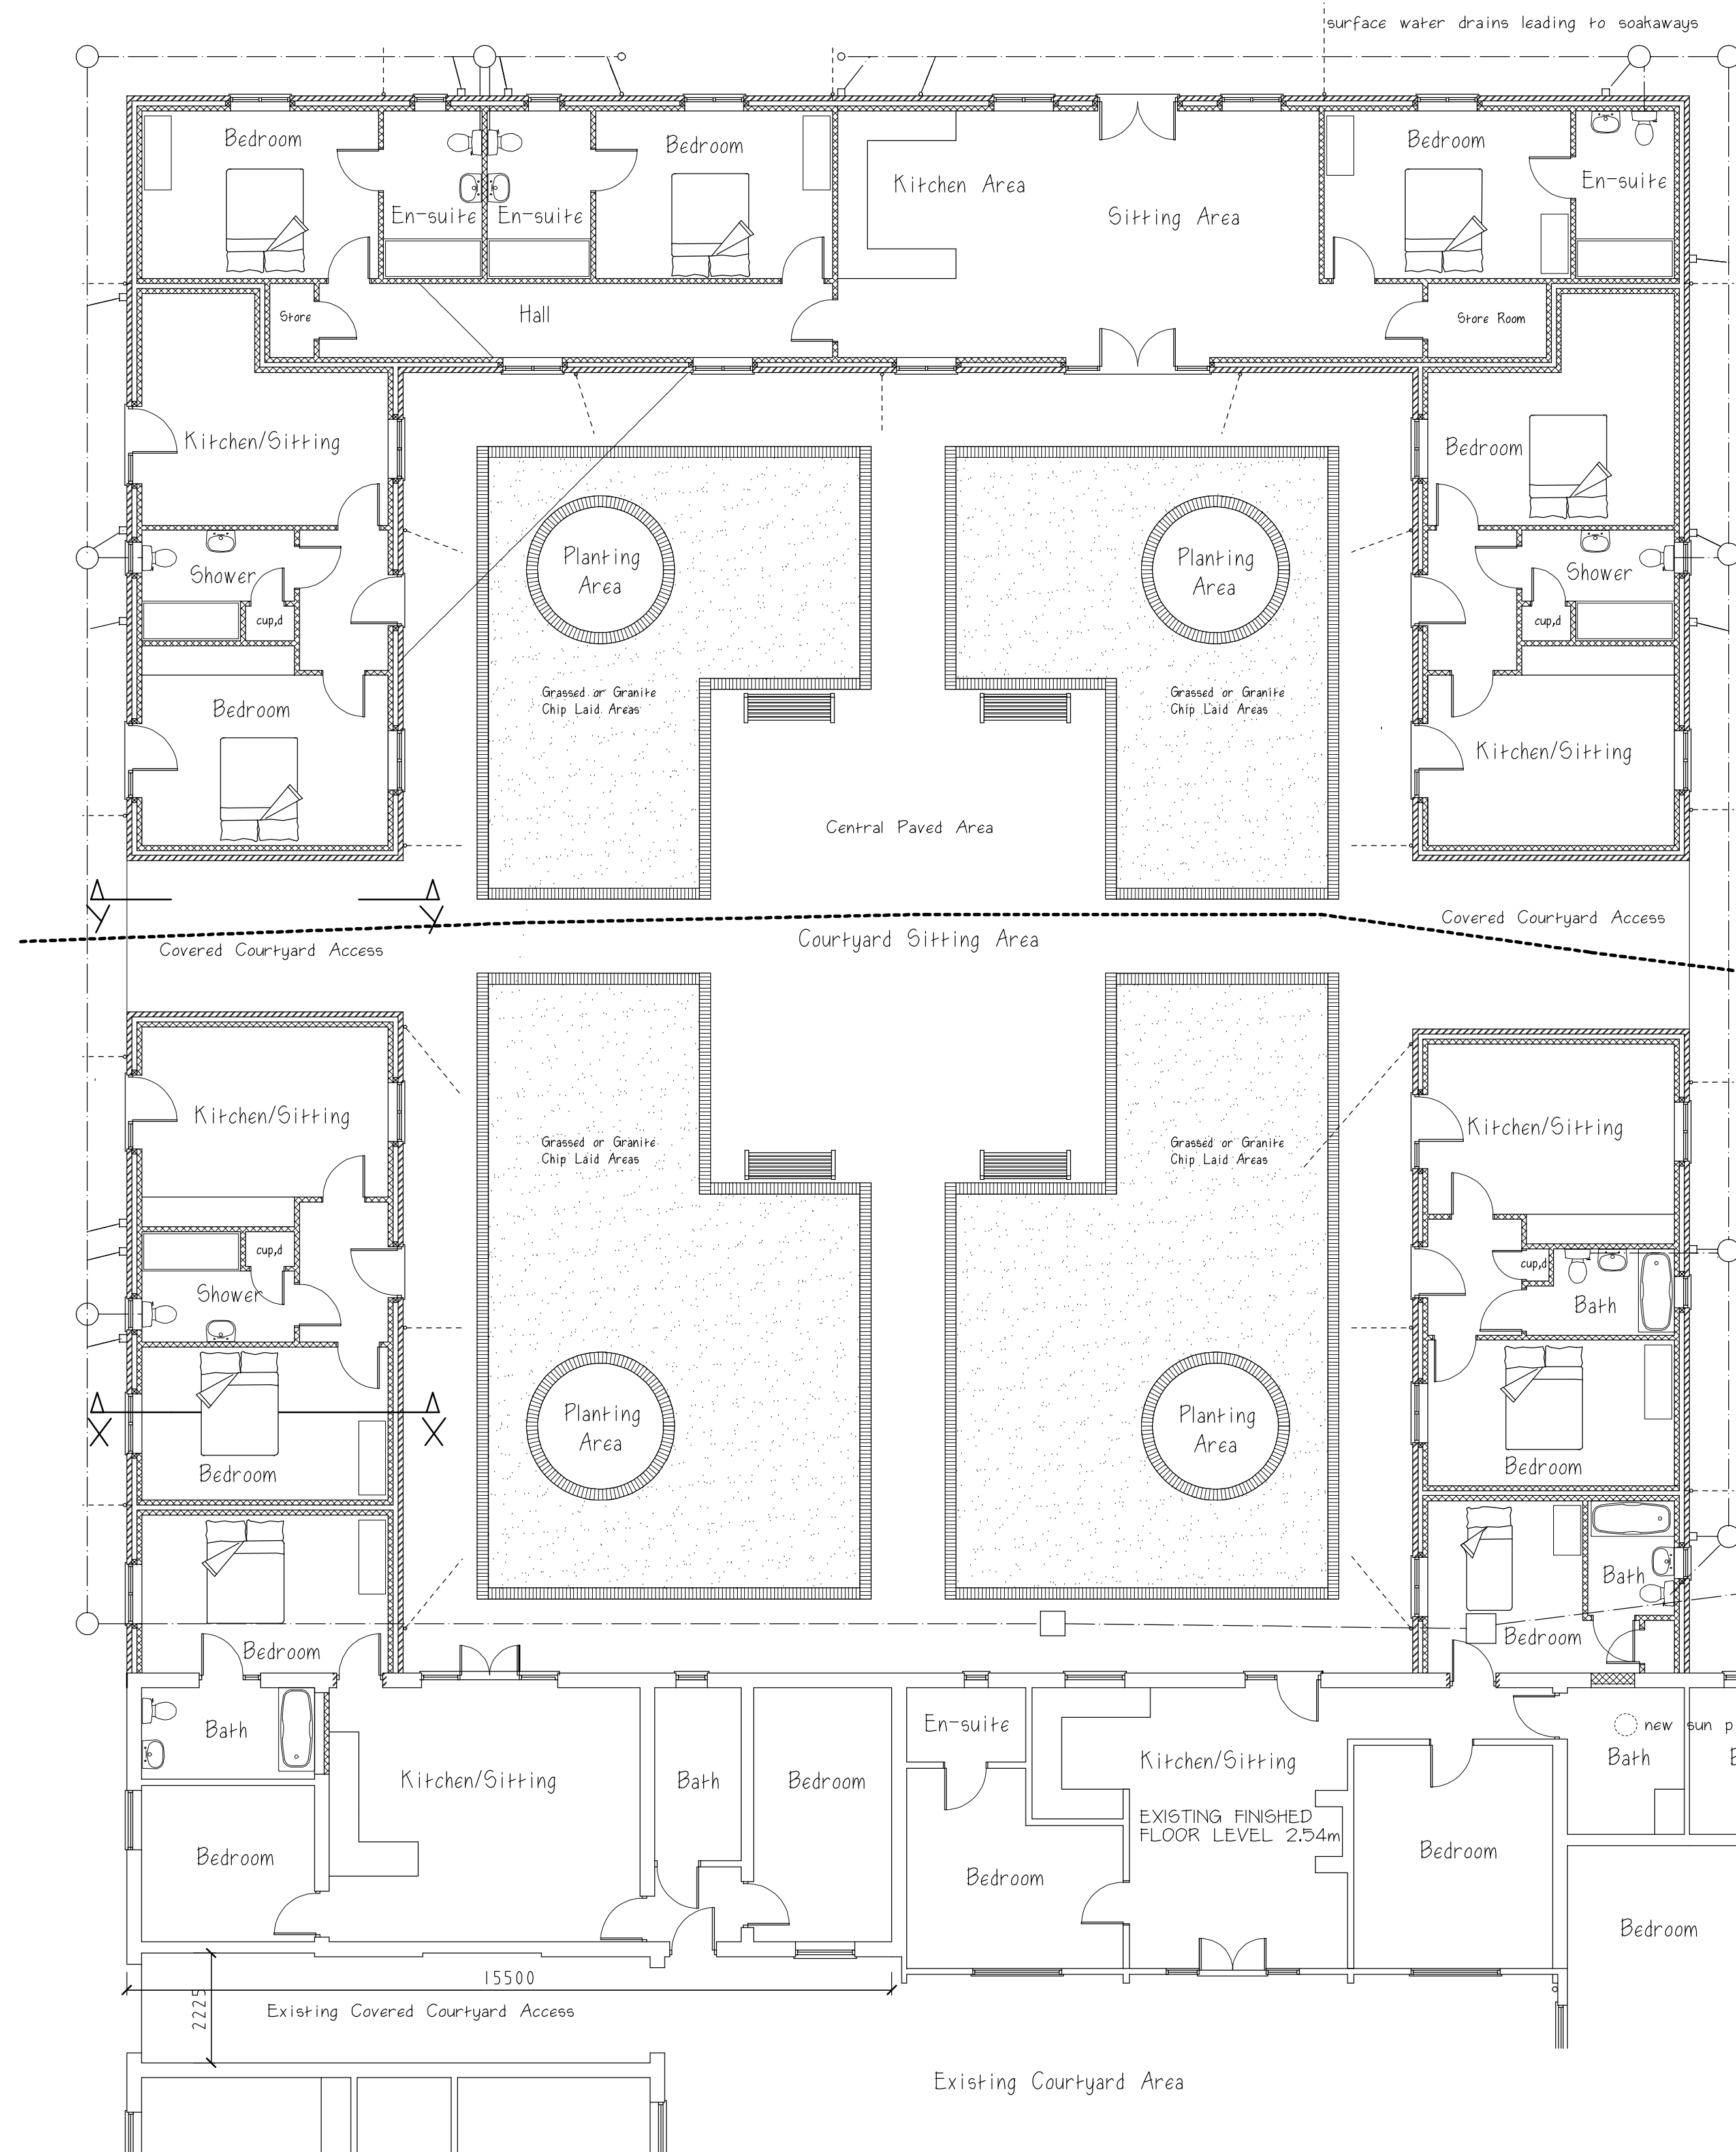 surface water drains leading to soakaways
Bedroom
Bedroom
Bedroom
En-suite
Kitchen Area
En-suite
En-suite
Sitting Area
Store
Hall
Store Room
Kitchen/Sitting
Bedroom
Planting
Area
Planting
Area
Shower
Shower
cup,d
cup,d
Grassed or Granite
Chip Laid Areas
Grassed or Granite
Chip Laid Areas
Bedroom
Kitchen/Sitting
Central Paved Area
y
y
Covered Courtyard Access
Courtyard Sitting Area
Covered Courtyard Access
Kitchen/Sitting
Kitchen/Sitting
Grassed or Granite
Chip Laid Areas
Grassed or Granite
Chip Laid Areas
cup,d
cup,d
Shower
Bath
X
X
Planting
Area
Planting
Area
Bedroom
Bedroom
Bath
Bedroom
Bedroom
Bath
En-suite
new sun p
Kitchen/Sitting
Bath
Bedroom
Kitchen/Sitting
Bath
EXISTING FINISHED
FLOOR LEVEL 2.54m
Bedroom
Bedroom
Bedroom
Bedroom
15500
2225
Existing Covered Courtyard Access
Existing Courtyard Area